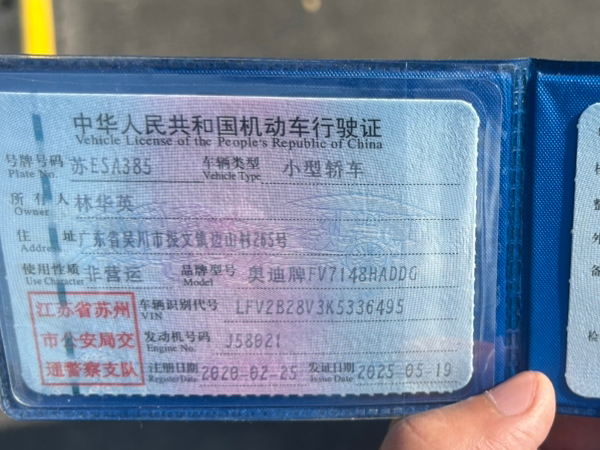 中华人民共和国机动车行驶证
Vehicle License of the People's Republic of China
号牌号码 苏ESA385 车辆类型 小型轿车
Plate No. Vehicle Type
所有人 林华英
Owner
住址 广东省吴川市振文镇边山村265号
Address
使用性质 非营运 品牌型号 奥迪牌FV7148HADDG
Use Character Model
江苏省苏州 车辆识别代号 LFV2B28V3K5336495
VIN
市公安局交 发动机号码 J58021
Engine No.
通警察支队 注册日期 2020-02-25 发证日期 2025-05-19
Register Date Issue Date
检